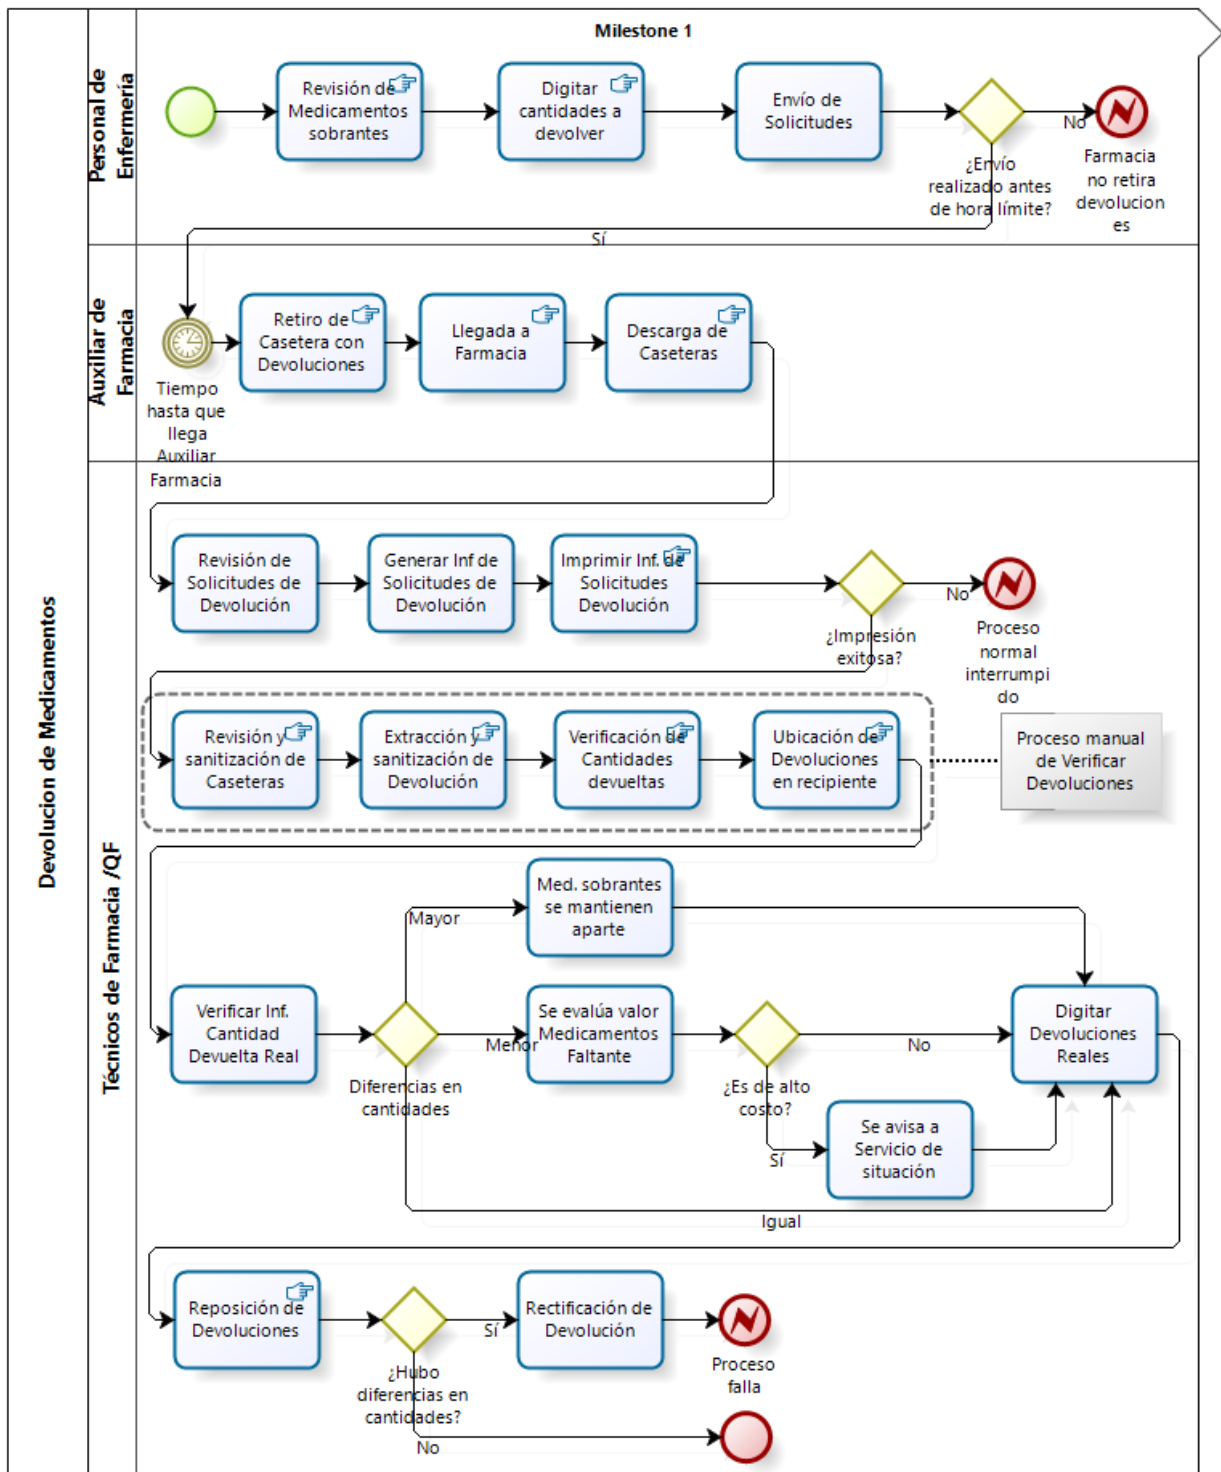 Milestone 1
Devolucion de Medicamentos
Personal de
Enfermería
Revisión de
Medicamentos
sobrantes
Digitar
cantidades a
devolver
Envío de
Solicitudes
¿Envío
realizado antes
de hora límite?
No
Farmacia
no retira
devolucion
es
Sí
Auxiliar de
Farmacia
Tiempo
hasta que
llega
Auxiliar
Farmacia
Retiro de
Casetera con
Devoluciones
Llegada a
Farmacia
Descarga de
Caseteras
Técnicos de Farmacia /QF
Revisión de
Solicitudes de
Devolución
Generar Inf de
Solicitudes de
Devolución
Imprimir Inf. de
Solicitudes
Devolución
¿Impresión
exitosa?
No
Proceso
normal
interrumpi
do
Revisión y
sanitización de
Caseteras
Extracción y
sanitización de
Devolución
Verificación de
Cantidades
devueltas
Ubicación de
Devoluciones
en recipiente
Proceso manual
de Verificar
Devoluciones
Verificar Inf.
Cantidad
Devuelta Real
Diferencias en
cantidades
Mayor
Med. sobrantes
se mantienen
aparte
Menor
Se evalúa valor
Medicamentos
Faltante
¿Es de alto
costo?
No
Sí
Se avisa a
Servicio de
situación
Igual
Digitar
Devoluciones
Reales
Reposición de
Devoluciones
¿Hubo
diferencias en
cantidades?
Sí
Rectificación de
Devolución
Proceso
falla
No